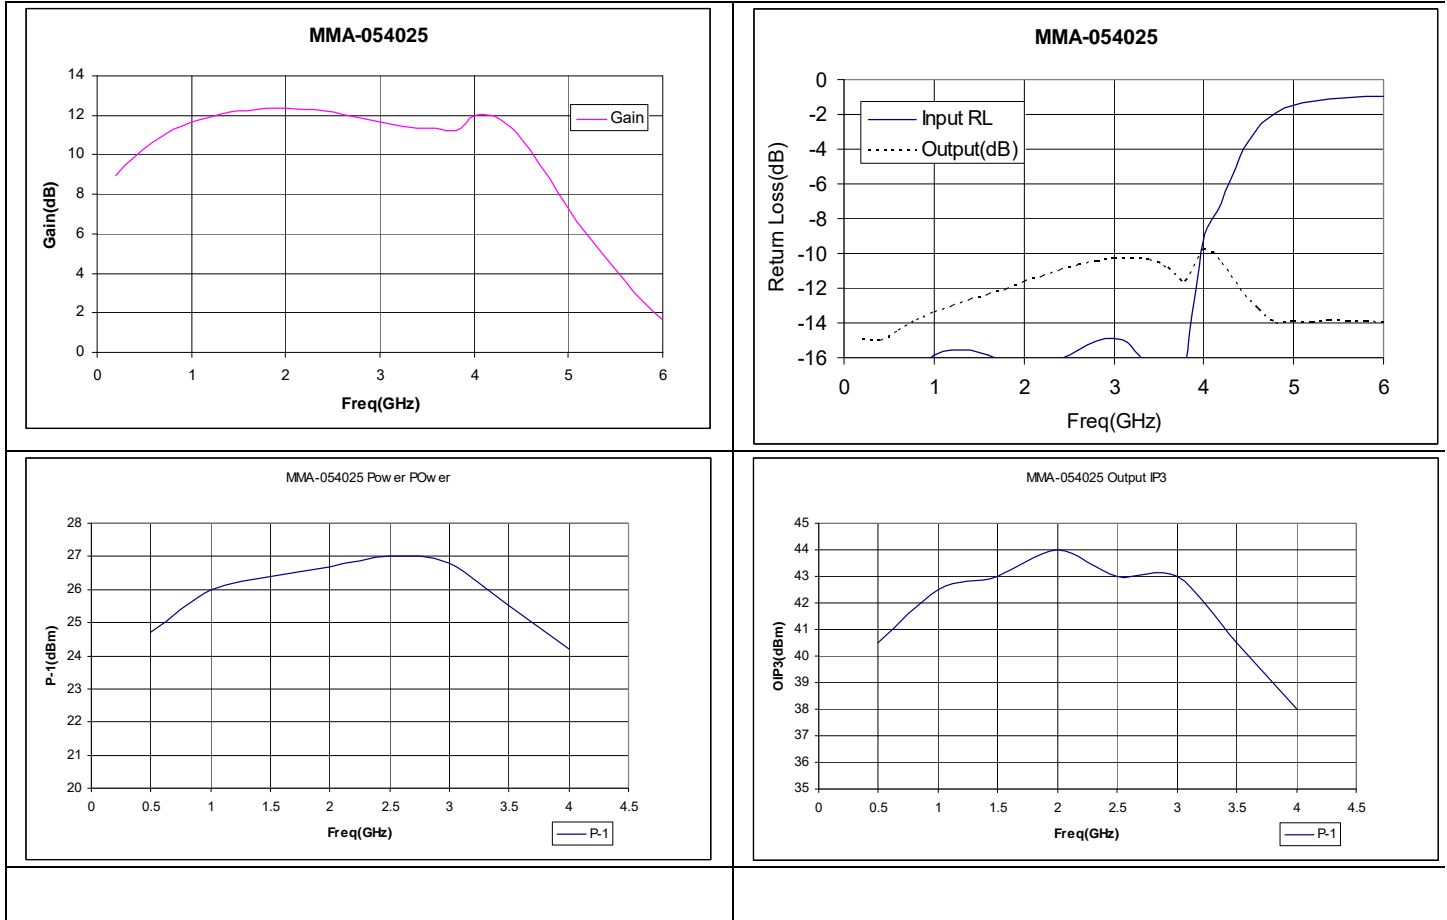 MMA-054025
14
12
10
8
6
4
2
0
Gain(dB)
Gain
0 1 2 3 4 5 6
Freq(GHz)
MMA-054025
0
-2
-4
-6
-8
-10
-12
-14
-16
Return Loss(dB)
Input RL
Output(dB)
0 1 2 3 4 5 6
Freq(GHz)
MMA-054025 Power POwer
28
27
26
25
24
23
22
21
20
P-1(dBm)
0 0.5 1 1.5 2 2.5 3 3.5 4 4.5
Freq(GHz)
P-1
MMA-054025 Output IP3
45
44
43
42
41
40
39
38
37
36
35
OIP3(dBm)
0 0.5 1 1.5 2 2.5 3 3.5 4 4.5
Freq(GHz)
P-1